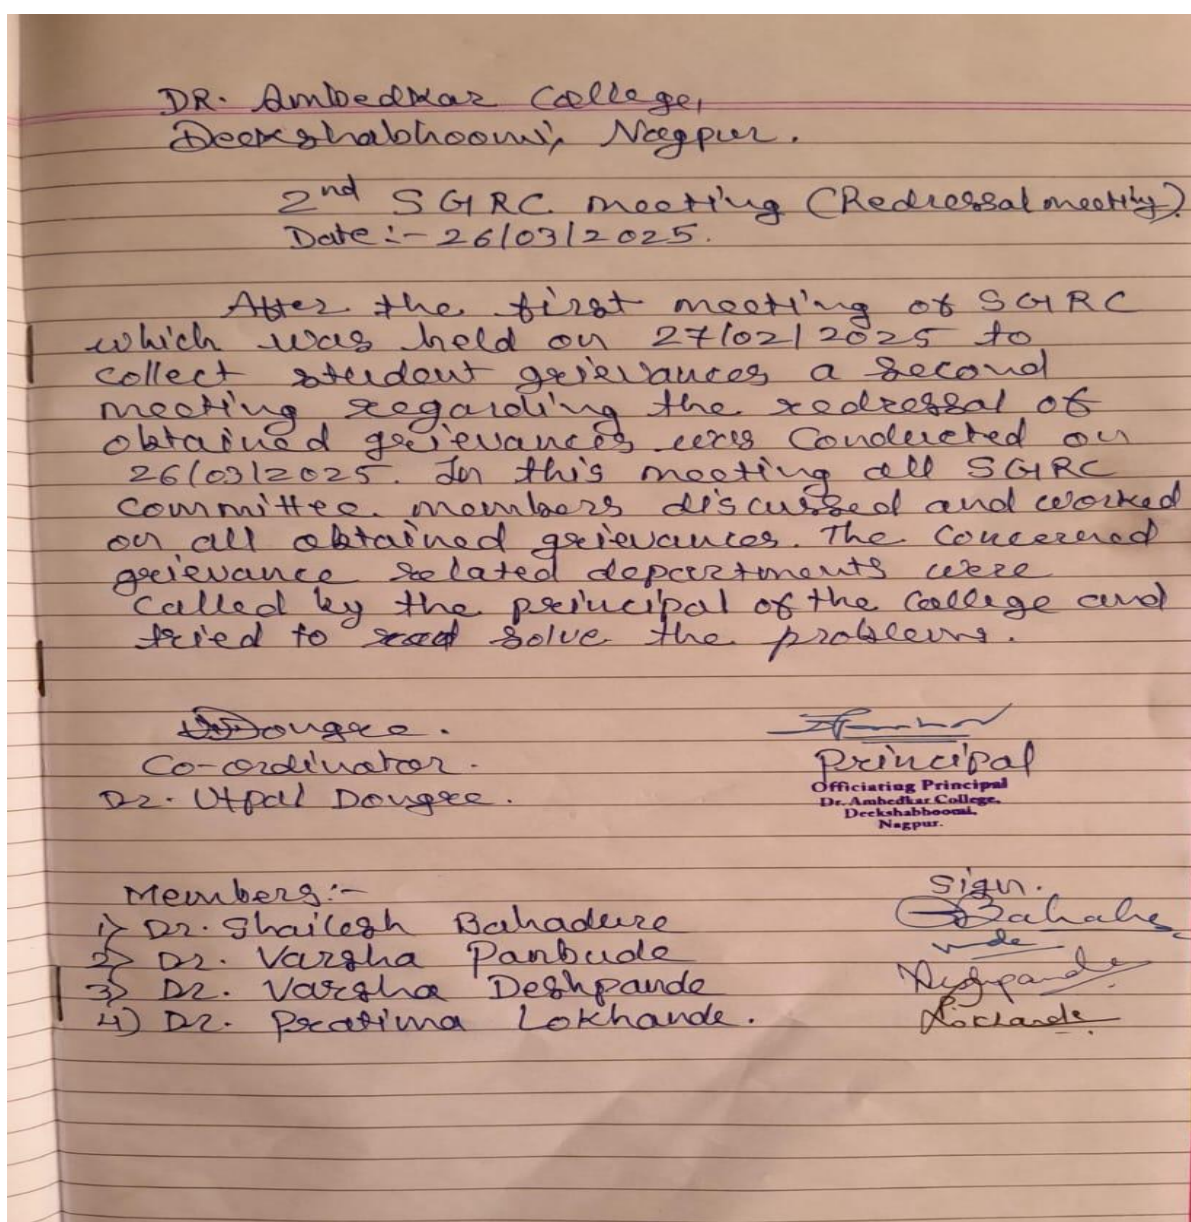 DR. Ambedkar College,
Deekshabhoomi, Nagpur.
2nd SGRC meeting (Redressal meeting)
Date :- 26/03/2025.
After the first meeting of SGRC
which was held on 27/02/2025 to
collect student grievances a second
meeting regarding the redressal of
obtained grievances was conducted on
26/03/2025. In this meeting all SGRC
committee members discussed and worked
on all obtained grievances. The concerned
grievance related departments were
called by the principal of the college and
tried to solve the problems.
Dongre.
Co-ordinator.
Dr. Utpal Dongre.
Principal
Officiating Principal
Dr. Ambedkar College,
Deekshabhoomi,
Nagpur.
Members:- Sign.
1) Dr. Shailesh Bahadure
2) Dr. Varsha Panbude
3) Dr. Varsha Deshpande Deshpande
4) Dr. Pratima Lokhande. Lokhande